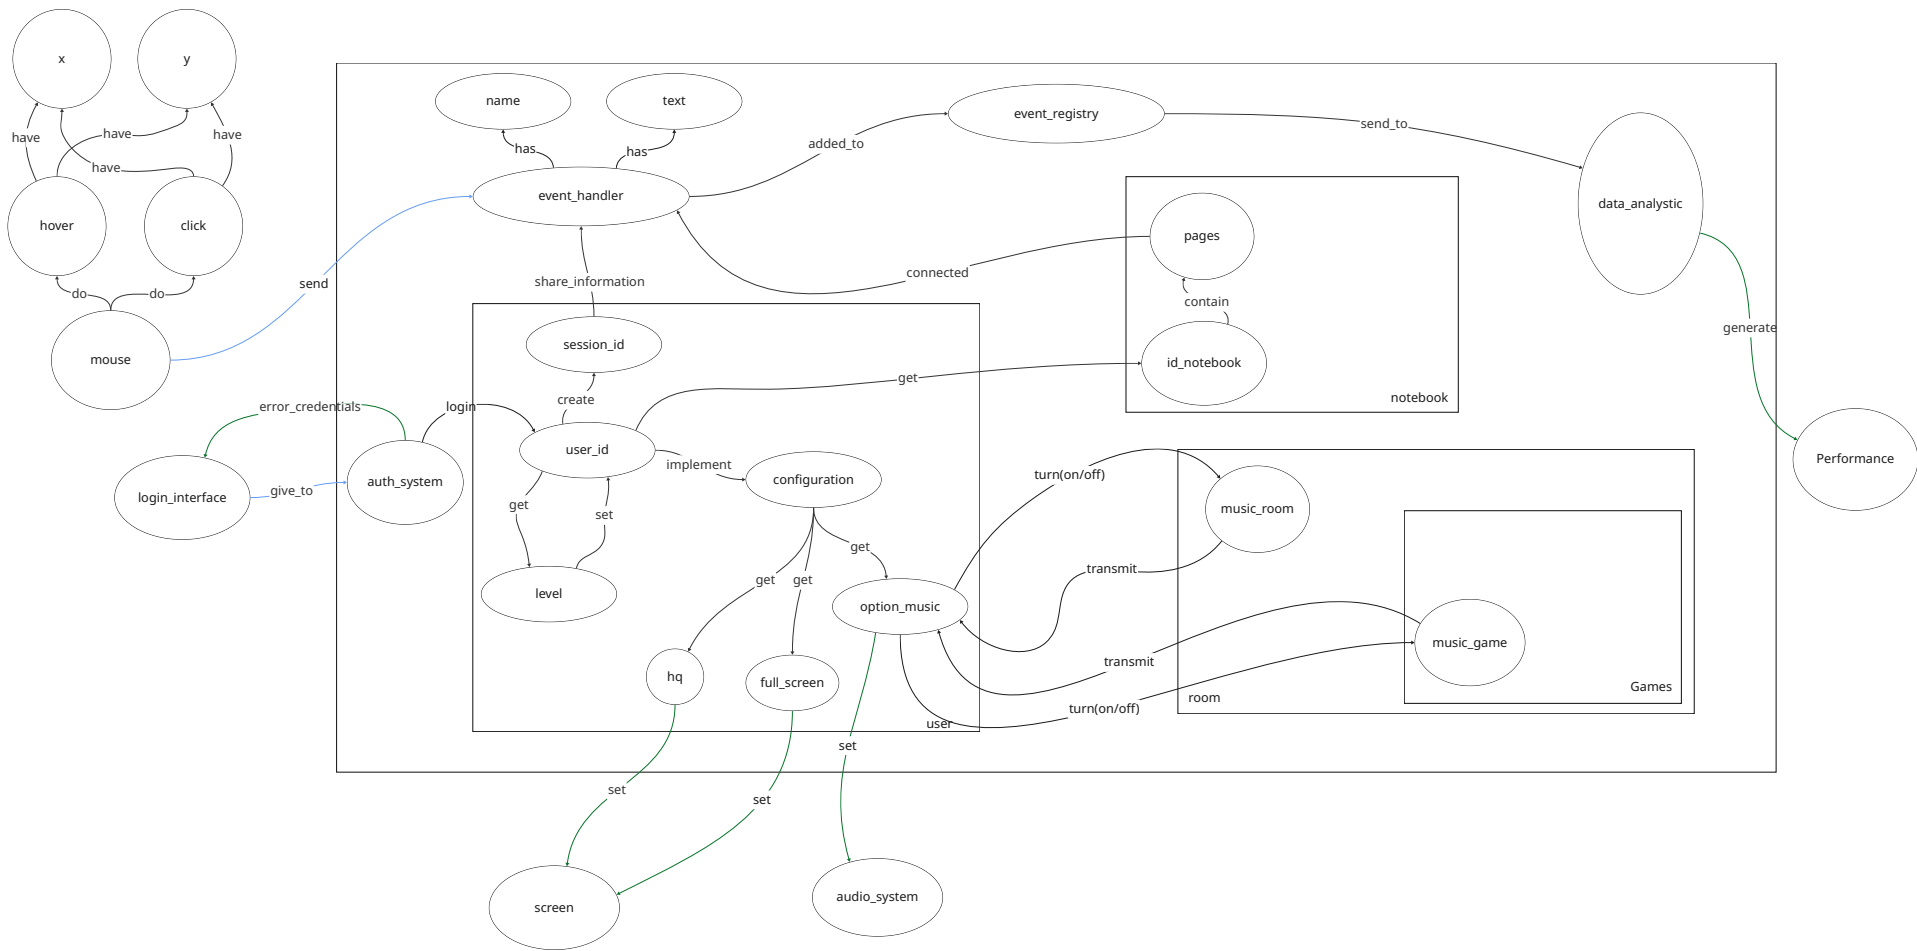 x
y
name
text
event_registry
have
have
have
added_to
send_to
has
has
have
event_handler
data_analystic
hover
click
pages
connected
share_information
send
do
do
contain
generate
session_id
mouse
id_notebook
get
notebook
create
error_credentials
login
user_id
implement
Performance
turn(on/off)
configuration
auth_system
give_to
login_interface
get
set
music_room
get
transmit
get
get
level
option_music
music_game
transmit
hq
full_screen
Games
room
turn(on/off)
user
set
set
set
audio_system
screen